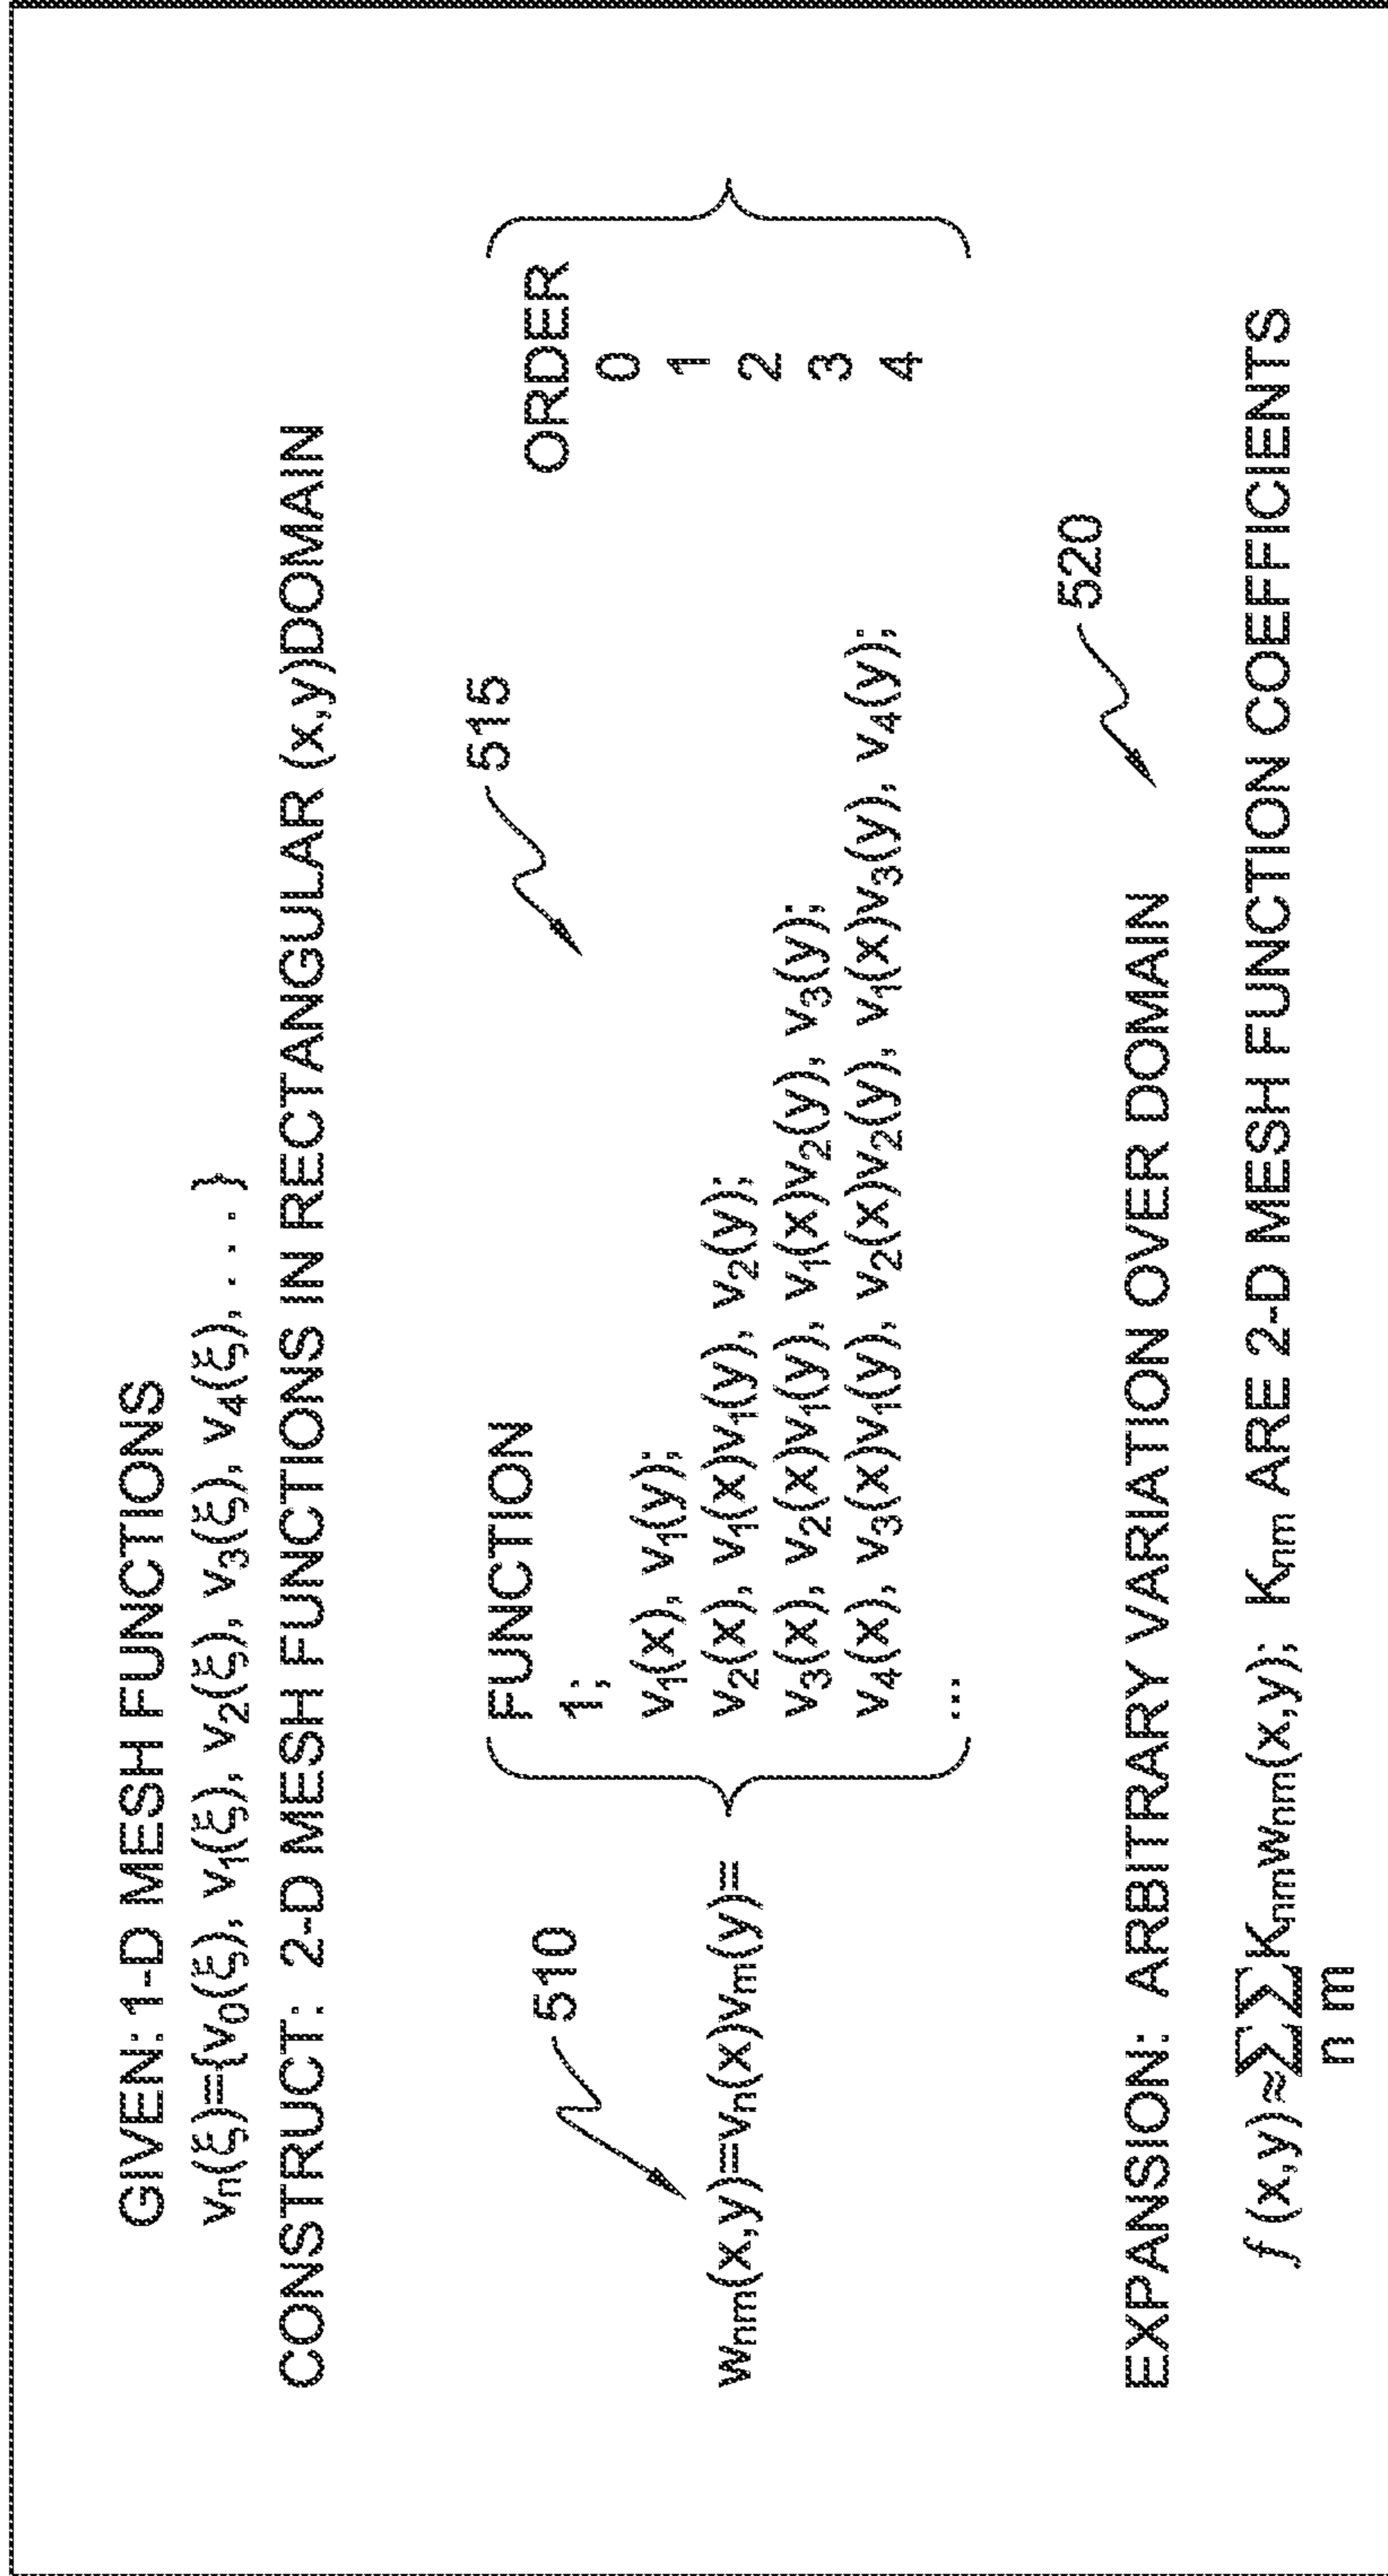 GIVEN: 1-D MESH FUNCTIONS
vₙ(ξ)={v₀(ξ), v₁(ξ), v₂(ξ), v₃(ξ), v₄(ξ), . . . }
CONSTRUCT: 2-D MESH FUNCTIONS IN RECTANGULAR (x,y)DOMAIN
510
515
FUNCTION ORDER
1; 0
v₁(x), v₁(y); 1
wₙₘ(x,y)=vₙ(x)vₘ(y)= v₂(x), v₁(x)v₁(y), v₂(y); 2
v₃(x), v₂(x)v₁(y), v₁(x)v₂(y), v₃(y); 3
v₄(x), v₃(x)v₁(y), v₂(x)v₂(y), v₁(x)v₃(y), v₄(y); 4
...
520
EXPANSION: ARBITRARY VARIATION OVER DOMAIN
f (x,y)≈∑∑KₙₘWₙₘ(x,y); Kₙₘ ARE 2-D MESH FUNCTION COEFFICIENTS
n m